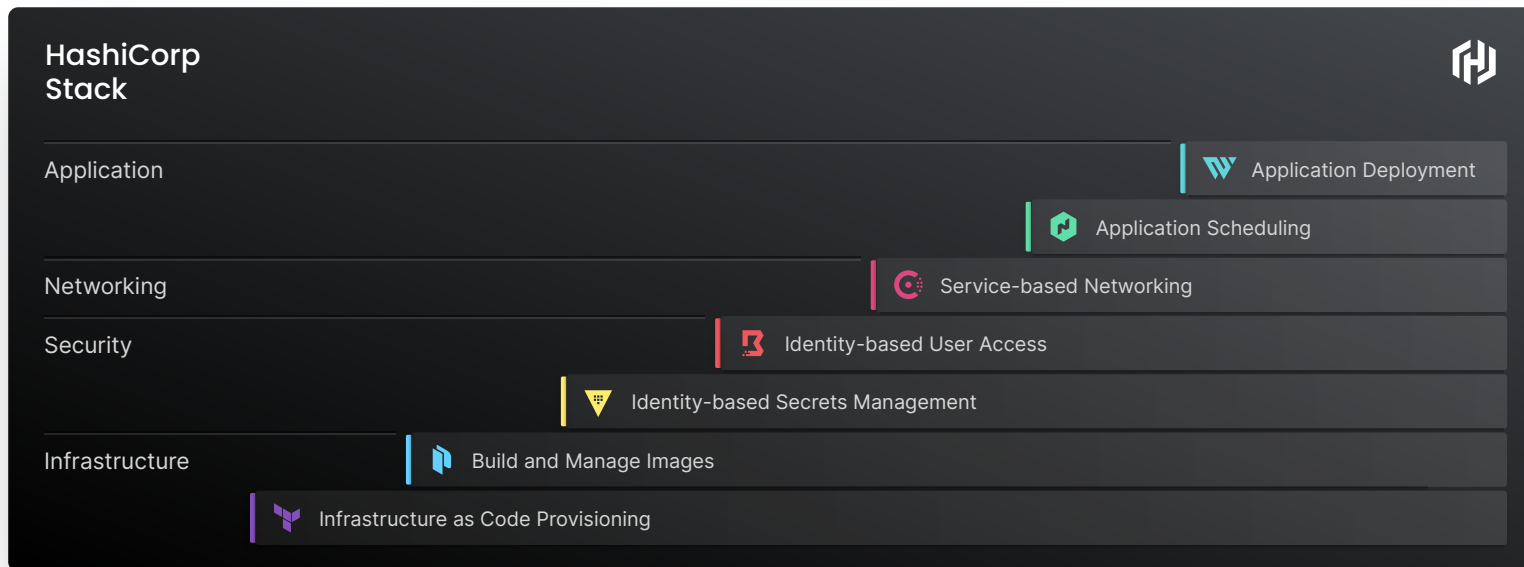 HashiCorp
Stack
Application
Application Deployment
Application Scheduling
Networking
Service-based Networking
Security
Identity-based User Access
Identity-based Secrets Management
Infrastructure
Build and Manage Images
Infrastructure as Code Provisioning